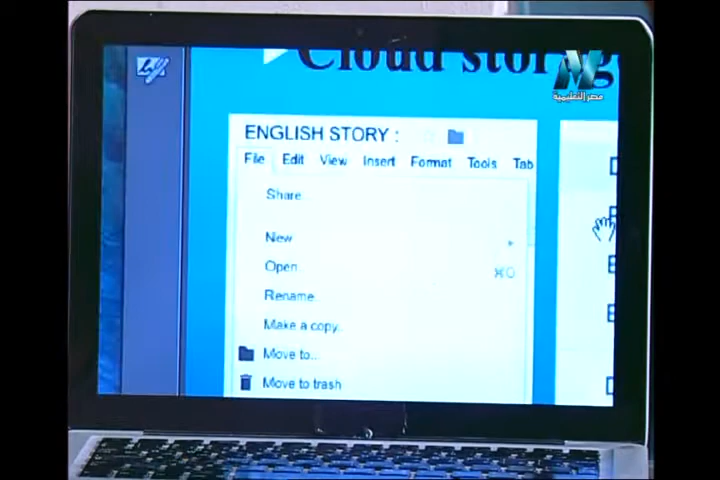 Cloud storag
مصر التعليمية
ENGLISH STORY :
File Edit View Insert Format Tools Tab
Share
New
Open ⌘O
Rename
Make a copy..
Move to..
Move to trash